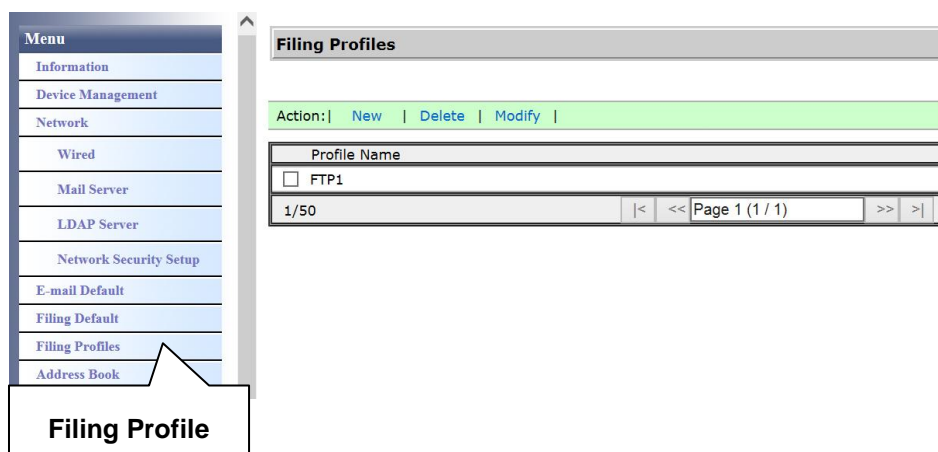 Menu
Information
Device Management
Network
Wired
Mail Server
LDAP Server
Network Security Setup
E-mail Default
Filing Default
Filing Profiles
Address Book
Filing Profile
Filing Profiles
Action:| New | Delete | Modify |
Profile Name
FTP1
1/50 |< << Page 1 (1 / 1) >> >|